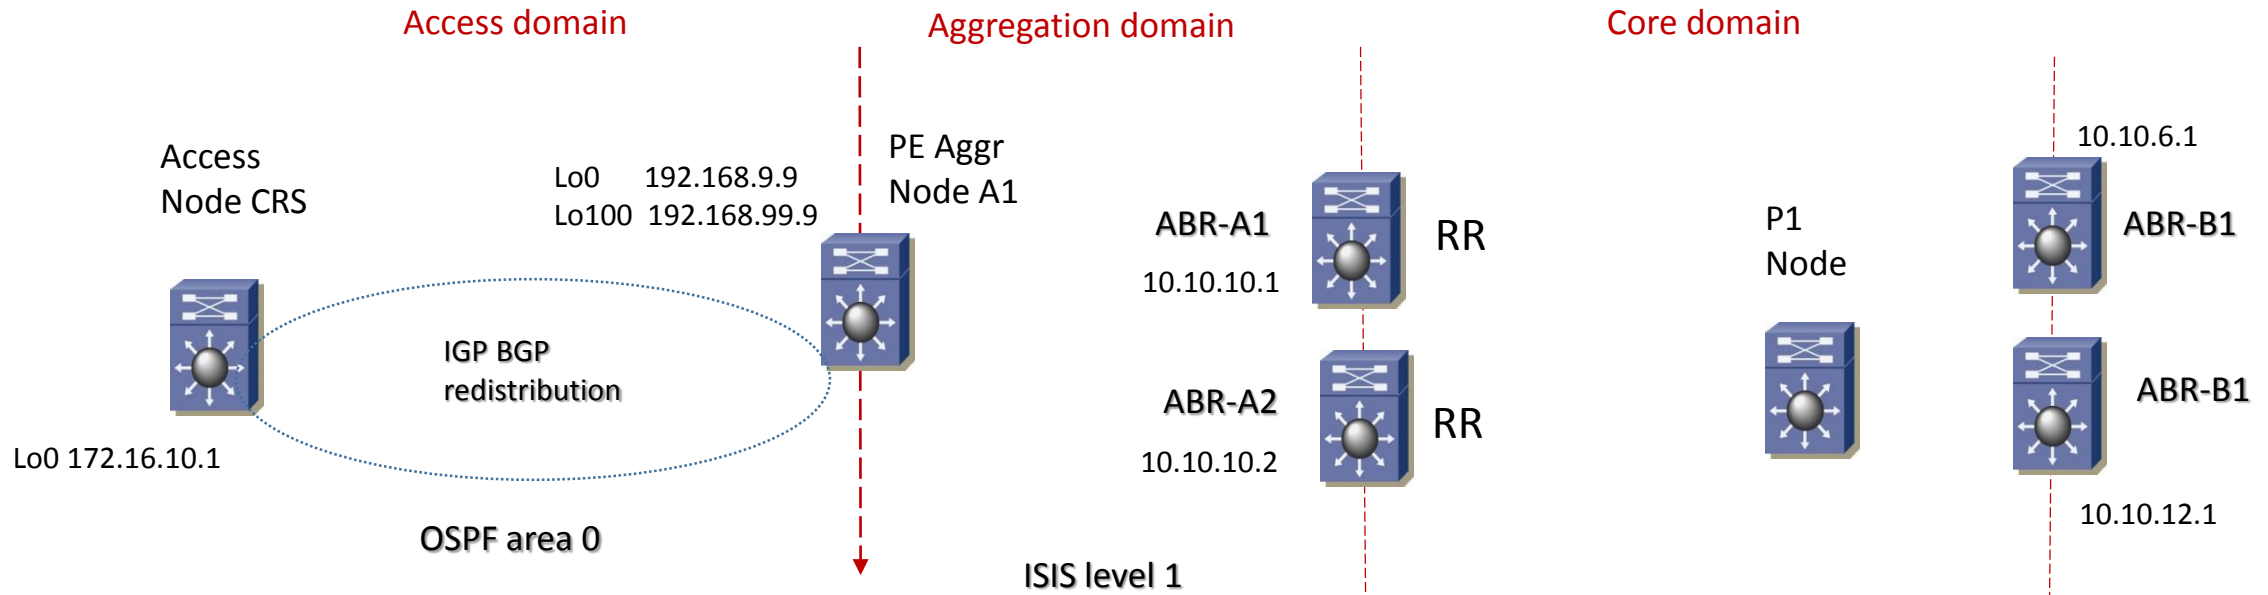 Access domain
Aggregation domain
Core domain
Access
Node CRS
Lo0 192.168.9.9
Lo100 192.168.99.9
PE Aggr
Node A1
10.10.6.1
ABR-A1
RR
10.10.10.1
P1
Node
ABR-B1
IGP BGP
redistribution
ABR-A2
RR
10.10.10.2
ABR-B1
Lo0 172.16.10.1
10.10.12.1
OSPF area 0
ISIS level 1